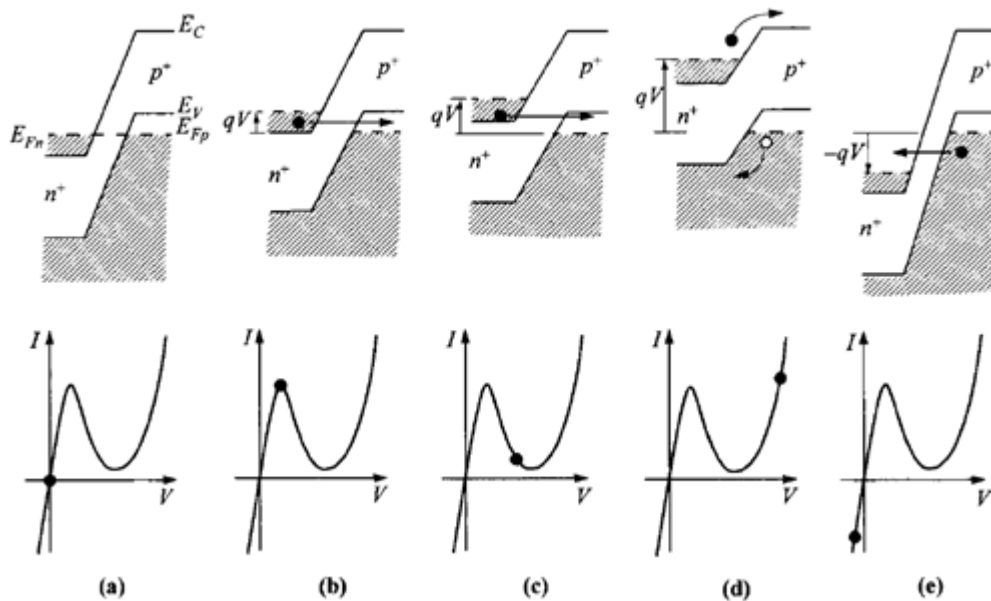 E_C
p⁺
E_V
E_Fn
E_Fp
n⁺
qV
p⁺
n⁺
qV
p⁺
n⁺
qV
p⁺
n⁺
p⁺
−qV
n⁺
I
V
I
V
I
V
I
V
I
V
(a)
(b)
(c)
(d)
(e)